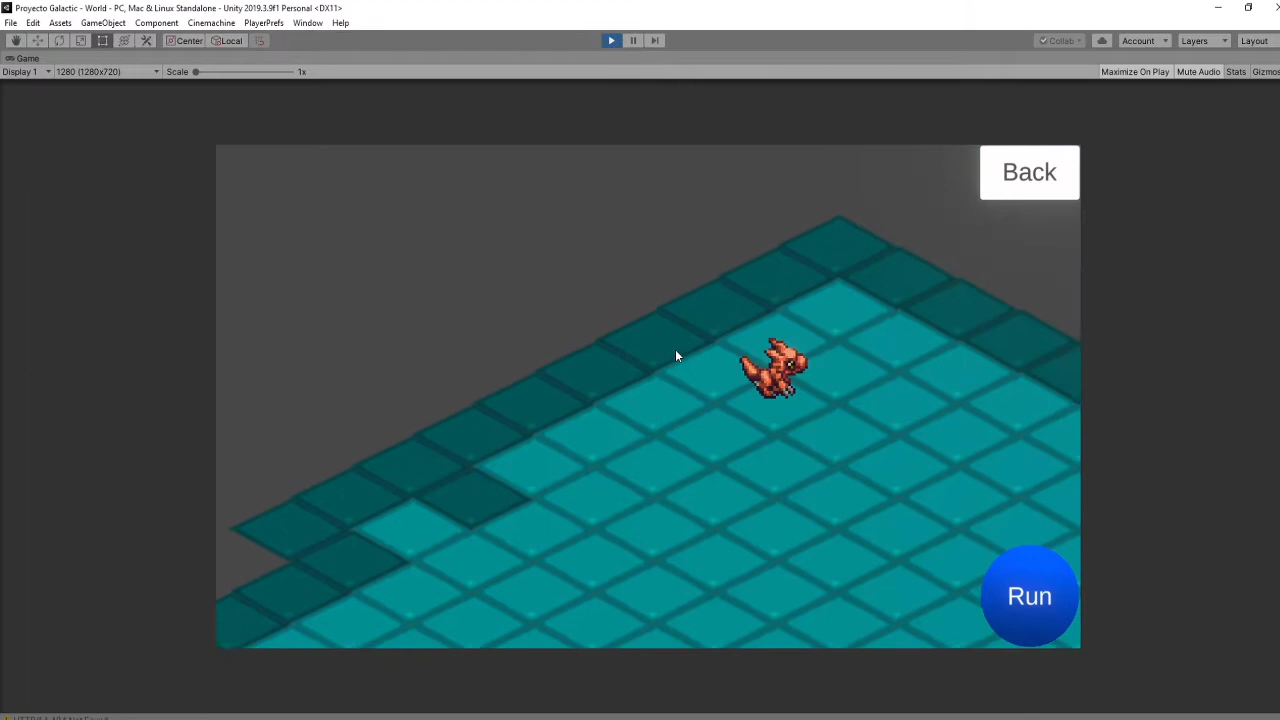 Proyecto Galactic - World - PC, Mac & Linux Standalone - Unity 2019.3.9f1 Personal <DX11>
File Edit Assets GameObject Component Cinemachine PlayerPrefs Window Help
Center Local Collab Account Layers Layout
Game
Display 1 1280 (1280x720) Scale 1x Maximize On Play Mute Audio Stats Gizmos
Back
Run